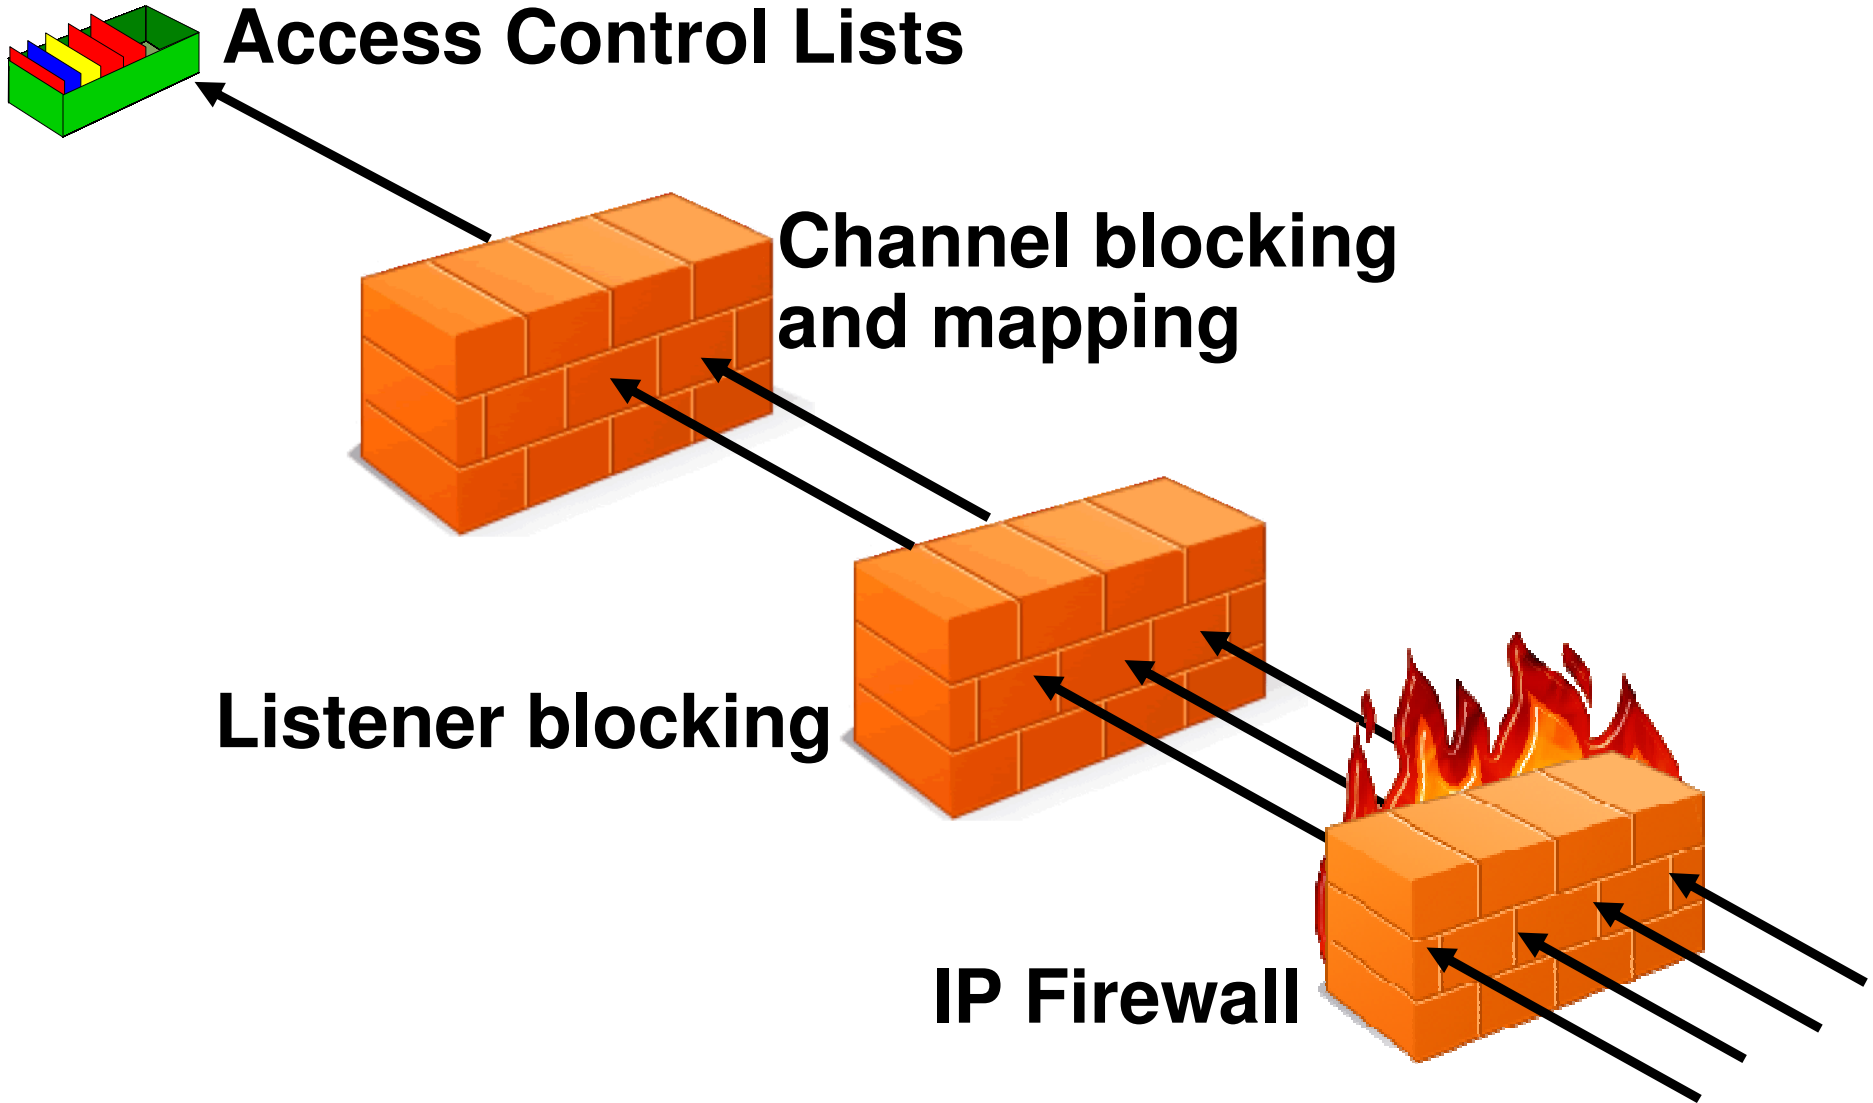 Access Control Lists
Channel blocking
and mapping
Listener blocking
IP Firewall